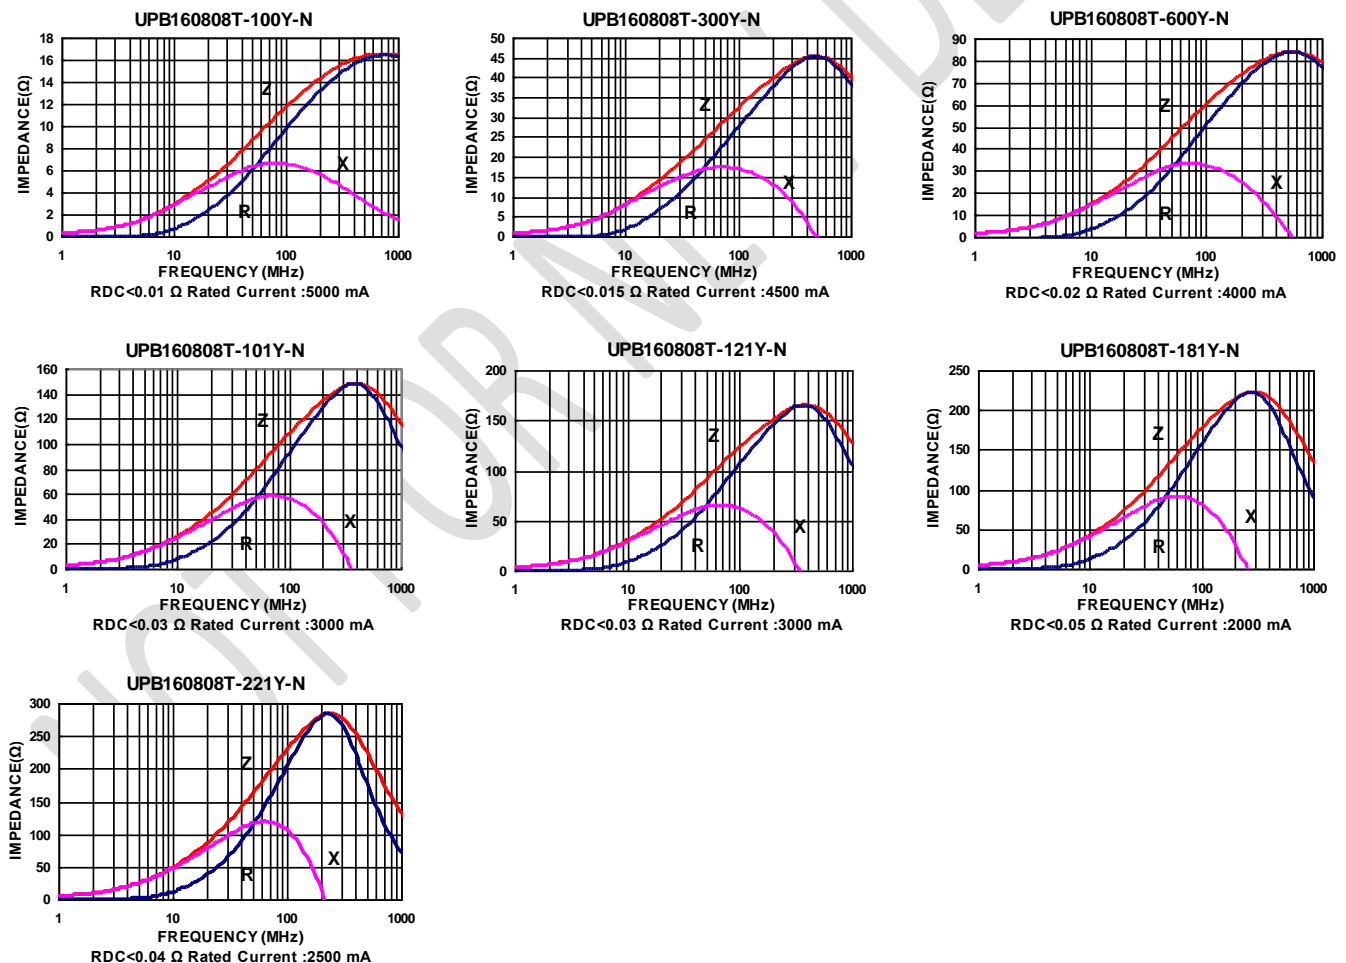 UPB160808T-100Y-N
18
16
14
12
10
8
6
4
2
0
IMPEDANCE(Ω)
Z
X
R
1 10 100 1000
FREQUENCY (MHz)
RDC<0.01 Ω Rated Current :5000 mA
UPB160808T-300Y-N
50
45
40
35
30
25
20
15
10
5
0
IMPEDANCE(Ω)
Z
X
R
1 10 100 1000
FREQUENCY (MHz)
RDC<0.015 Ω Rated Current :4500 mA
UPB160808T-600Y-N
90
80
70
60
50
40
30
20
10
0
IMPEDANCE(Ω)
Z
X
R
1 10 100 1000
FREQUENCY (MHz)
RDC<0.02 Ω Rated Current :4000 mA
UPB160808T-101Y-N
160
140
120
100
80
60
40
20
0
IMPEDANCE(Ω)
Z
X
R
1 10 100 1000
FREQUENCY (MHz)
RDC<0.03 Ω Rated Current :3000 mA
UPB160808T-121Y-N
200
150
100
50
0
IMPEDANCE(Ω)
Z
X
R
1 10 100 1000
FREQUENCY (MHz)
RDC<0.03 Ω Rated Current :3000 mA
UPB160808T-181Y-N
250
200
150
100
50
0
IMPEDANCE(Ω)
Z
X
R
1 10 100 1000
FREQUENCY (MHz)
RDC<0.05 Ω Rated Current :2000 mA
UPB160808T-221Y-N
300
250
200
150
100
50
0
IMPEDANCE(Ω)
Z
X
R
1 10 100 1000
FREQUENCY (MHz)
RDC<0.04 Ω Rated Current :2500 mA
NOT FOR NEW DE